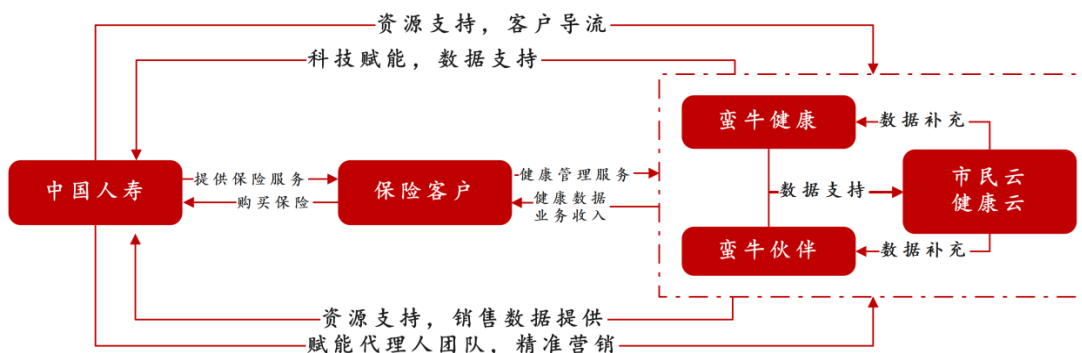 资源支持，客户导流
科技赋能，数据支持
蛮牛健康
数据补充
中国人寿
提供保险服务
购买保险
保险客户
健康管理服务
健康数据
业务收入
数据支持
市民云
健康云
蛮牛伙伴
数据补充
资源支持，销售数据提供
赋能代理人团队，精准营销